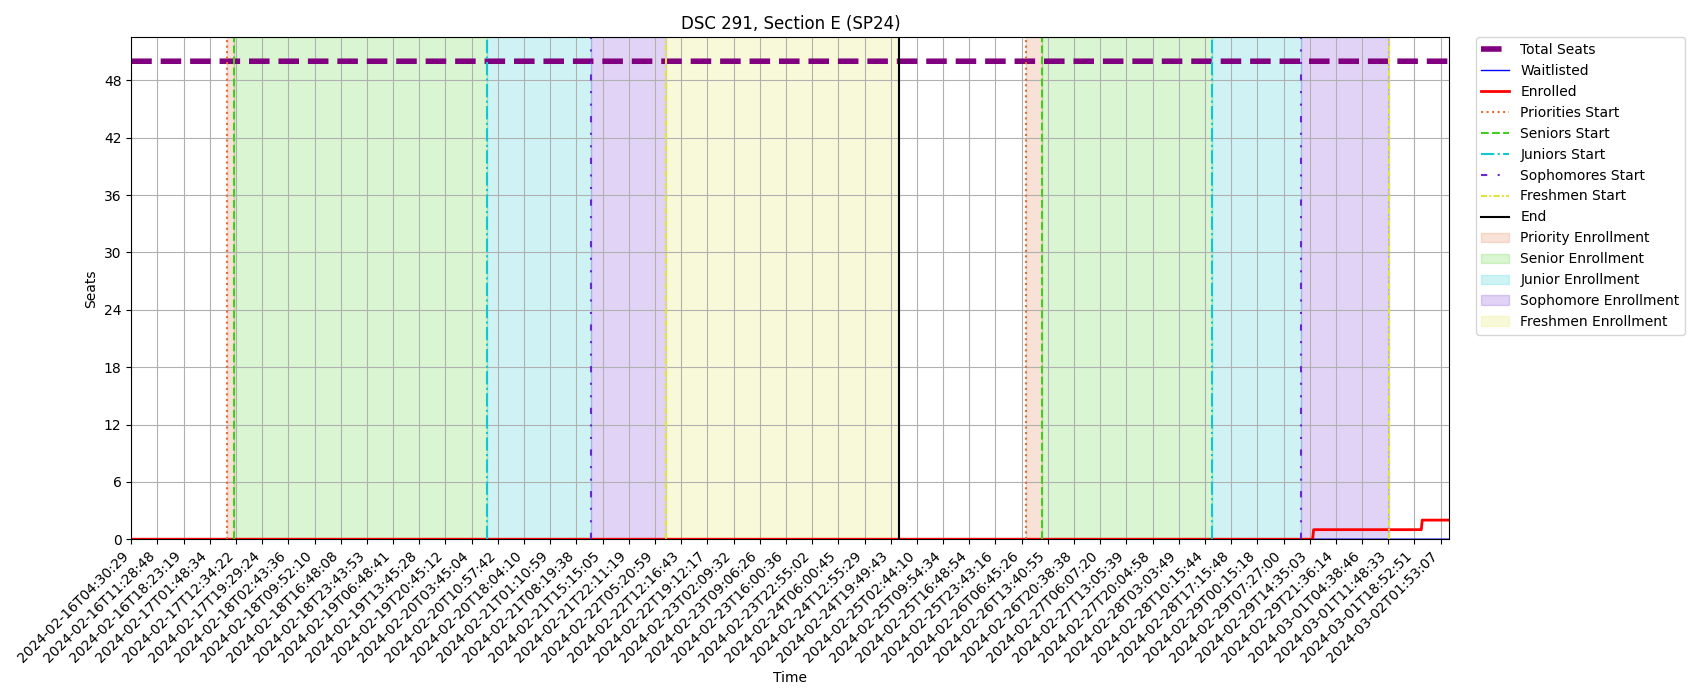 DSC 291, Section E (SP24)
Seats
48
42
36
30
24
18
12
6
0
2024-02-16T04:30:29
2024-02-16T11:28:48
2024-02-16T18:23:19
2024-02-17T01:48:34
2024-02-17T12:34:22
2024-02-17T19:29:24
2024-02-18T02:43:36
2024-02-18T09:52:10
2024-02-18T16:48:08
2024-02-18T23:43:53
2024-02-19T06:48:41
2024-02-19T13:45:28
2024-02-19T20:45:12
2024-02-20T03:45:04
2024-02-20T10:57:42
2024-02-20T18:04:10
2024-02-21T01:10:59
2024-02-21T08:19:38
2024-02-21T15:15:05
2024-02-21T22:11:19
2024-02-22T05:20:59
2024-02-22T12:16:43
2024-02-22T19:12:17
2024-02-23T02:09:32
2024-02-23T09:06:26
2024-02-23T16:00:36
2024-02-23T22:55:02
2024-02-24T06:00:45
2024-02-24T12:55:29
2024-02-24T19:49:43
2024-02-25T02:44:10
2024-02-25T09:54:34
2024-02-25T16:48:54
2024-02-25T23:43:16
2024-02-26T06:45:26
2024-02-26T13:40:55
2024-02-26T20:38:38
2024-02-27T06:07:20
2024-02-27T13:05:39
2024-02-27T20:04:58
2024-02-28T03:03:49
2024-02-28T10:15:44
2024-02-28T17:15:48
2024-02-29T00:15:18
2024-02-29T07:27:00
2024-02-29T14:35:03
2024-02-29T21:36:14
2024-03-01T04:38:46
2024-03-01T11:48:33
2024-03-01T18:52:51
2024-03-02T01:53:07
Time
Total Seats
Waitlisted
Enrolled
Priorities Start
Seniors Start
Juniors Start
Sophomores Start
Freshmen Start
End
Priority Enrollment
Senior Enrollment
Junior Enrollment
Sophomore Enrollment
Freshmen Enrollment